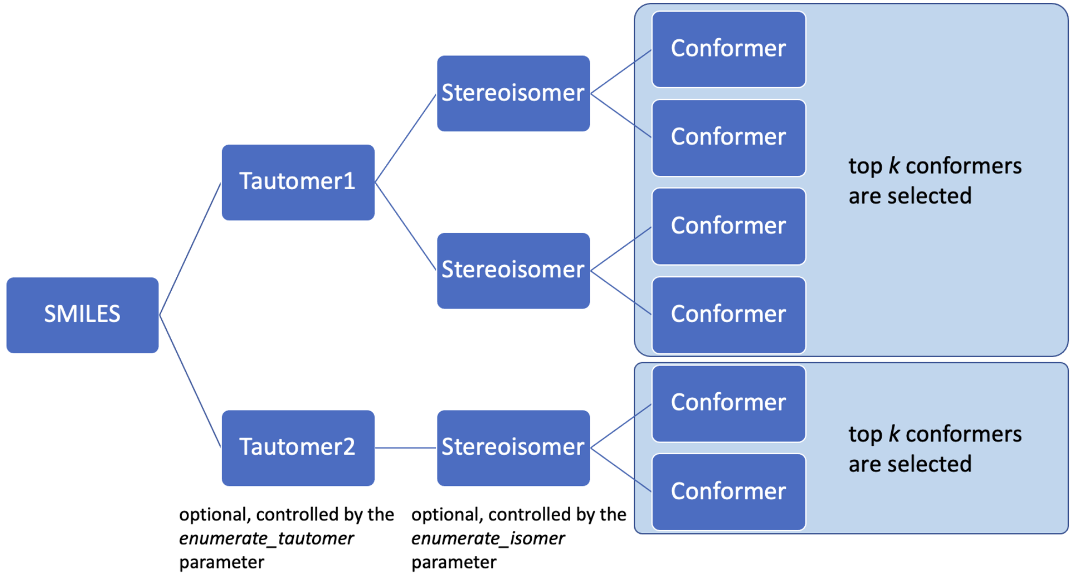 SMILES
Tautomer1
Tautomer2
optional, controlled by the
enumerate_tautomer
parameter
Stereoisomer
Stereoisomer
Stereoisomer
optional, controlled by the
enumerate_isomer
parameter
Conformer
Conformer
Conformer
Conformer
top k conformers
are selected
Conformer
Conformer
top k conformers
are selected